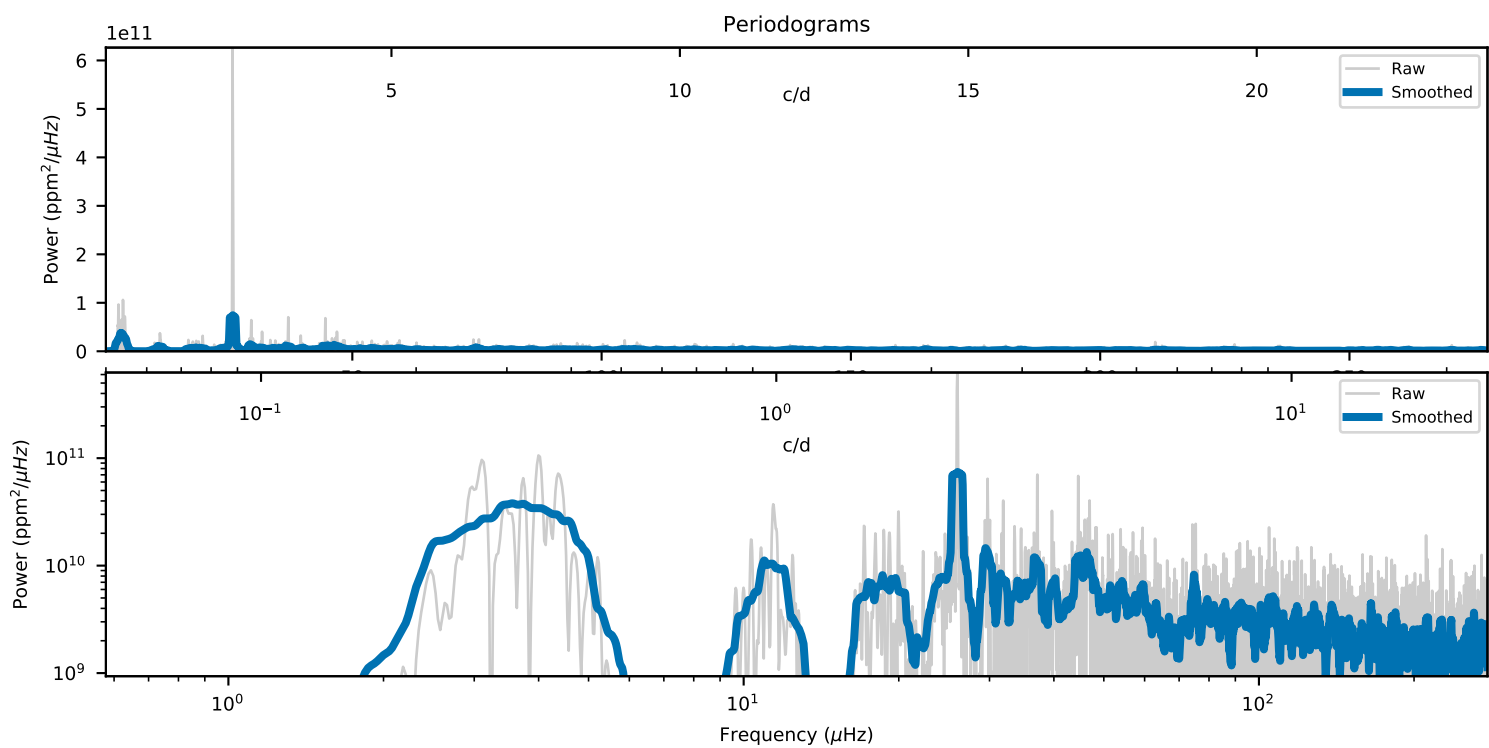 Periodograms
1e11
6
5
4
3
2
1
0
Power (ppm²/μHz)
5 10 15 20
c/d
Raw
Smoothed
10⁻¹ 10⁰ 10¹
c/d
Raw
Smoothed
10¹¹
10¹⁰
10⁹
Power (ppm²/μHz)
10⁰ 10¹ 10²
Frequency (μHz)